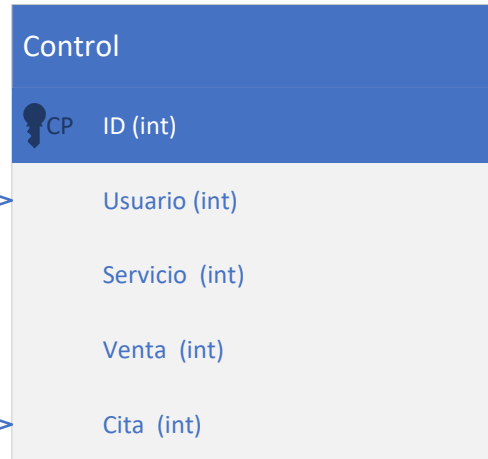 Control
CP ID (int)
Usuario (int)
Servicio (int)
Venta (int)
Cita (int)